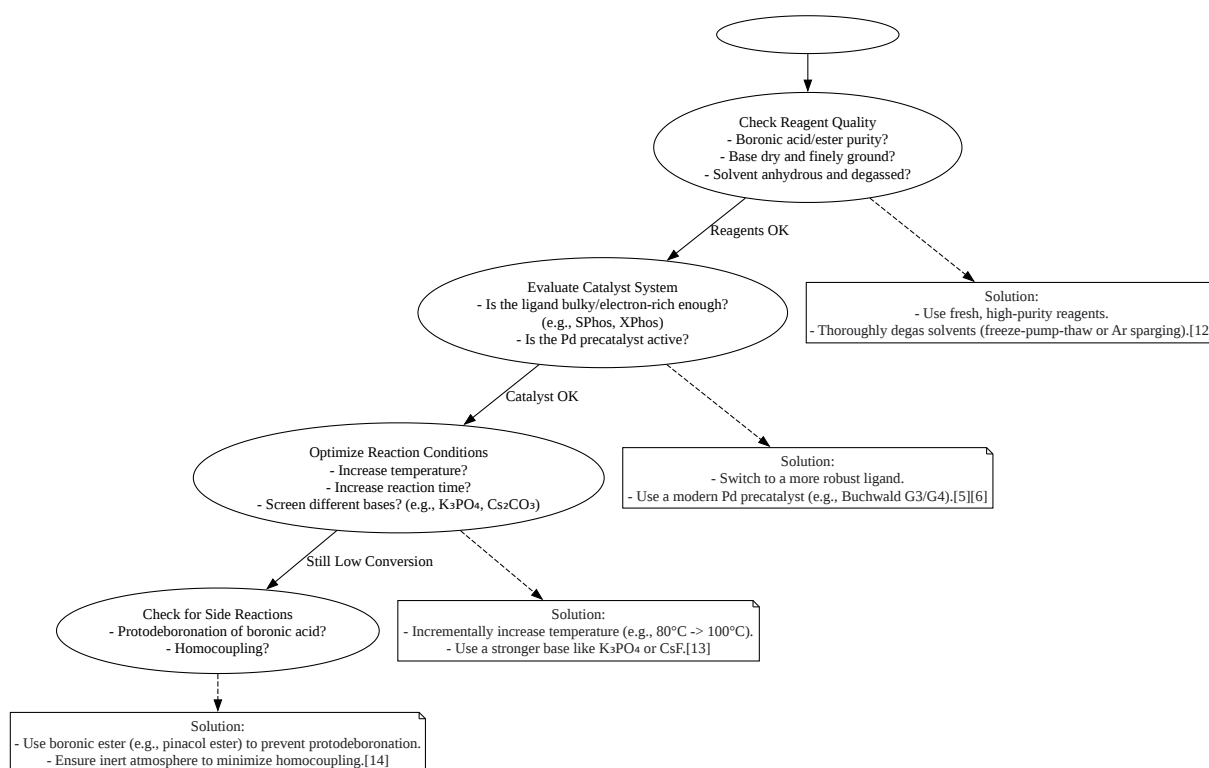 Check Reagent Quality
- Boronic acid/ester purity?
- Base dry and finely ground?
- Solvent anhydrous and degassed?
Reagents OK
Evaluate Catalyst System
- Is the ligand bulky/electron-rich enough?
(e.g., SPhos, XPhos)
- Is the Pd precatalyst active?
Solution:
- Use fresh, high-purity reagents.
- Thoroughly degas solvents (freeze-pump-thaw or Ar sparging).[12
Catalyst OK
Optimize Reaction Conditions
- Increase temperature?
- Increase reaction time?
- Screen different bases? (e.g., K₃PO₄, Cs₂CO₃)
Solution:
- Switch to a more robust ligand.
- Use a modern Pd precatalyst (e.g., Buchwald G3/G4).[5][6]
Still Low Conversion
Check for Side Reactions
- Protodeboronation of boronic acid?
- Homocoupling?
Solution:
- Incrementally increase temperature (e.g., 80°C -> 100°C).
- Use a stronger base like K₃PO₄ or CsF.[13]
Solution:
- Use boronic ester (e.g., pinacol ester) to prevent protodeboronation.
- Ensure inert atmosphere to minimize homocoupling.[14]